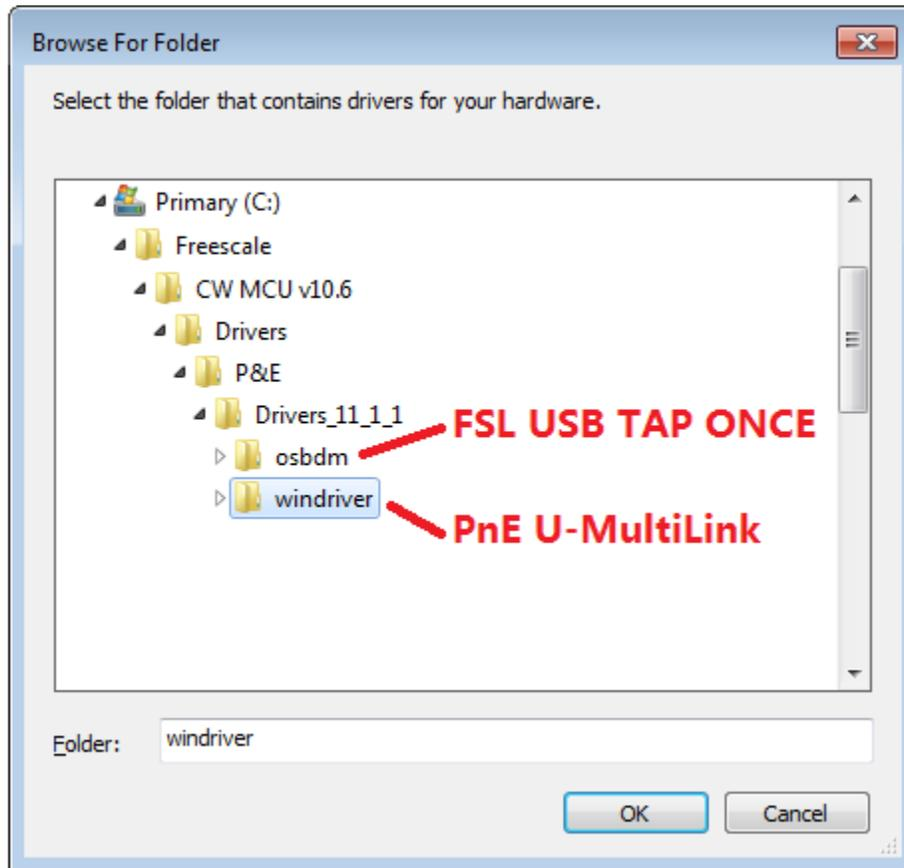 Browse For Folder
Select the folder that contains drivers for your hardware.
Primary (C:)
Freescale
CW MCU v10.6
Drivers
P&E
Drivers_11_1_1
FSL USB TAP ONCE
osbdm
windriver
PnE U-MultiLink
Folder: windriver
OK Cancel